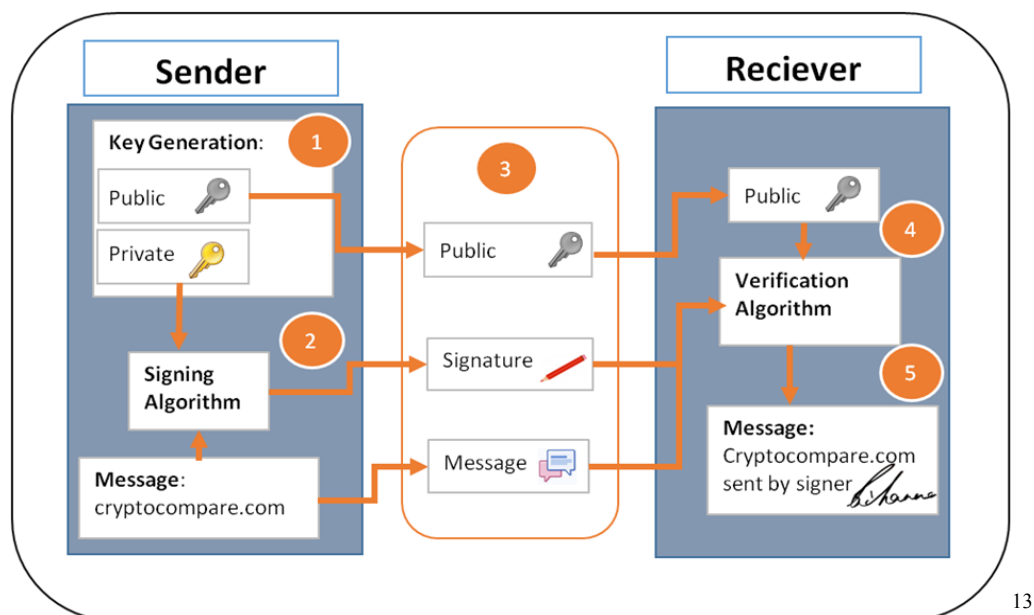 Sender
Key Generation:
1
Public
Private
2
Signing
Algorithm
Message:
cryptocompare.com
3
Public
Signature
Message
Reciever
Public
4
Verification
Algorithm
5
Message:
Cryptocompare.com
sent by signer
Rihanna
13